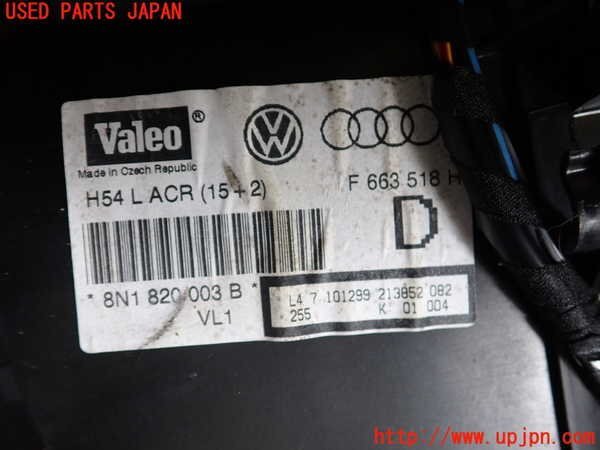 USED PARTS JAPAN
Valeo ®
Made in Czech Republic
H54 L ACR (15+2)
F 663 518 H
D
* 8N1 820 003 B *
VL1
L4 7 101299 213852 082
255 K 01 004
http://www.upjpn.com/